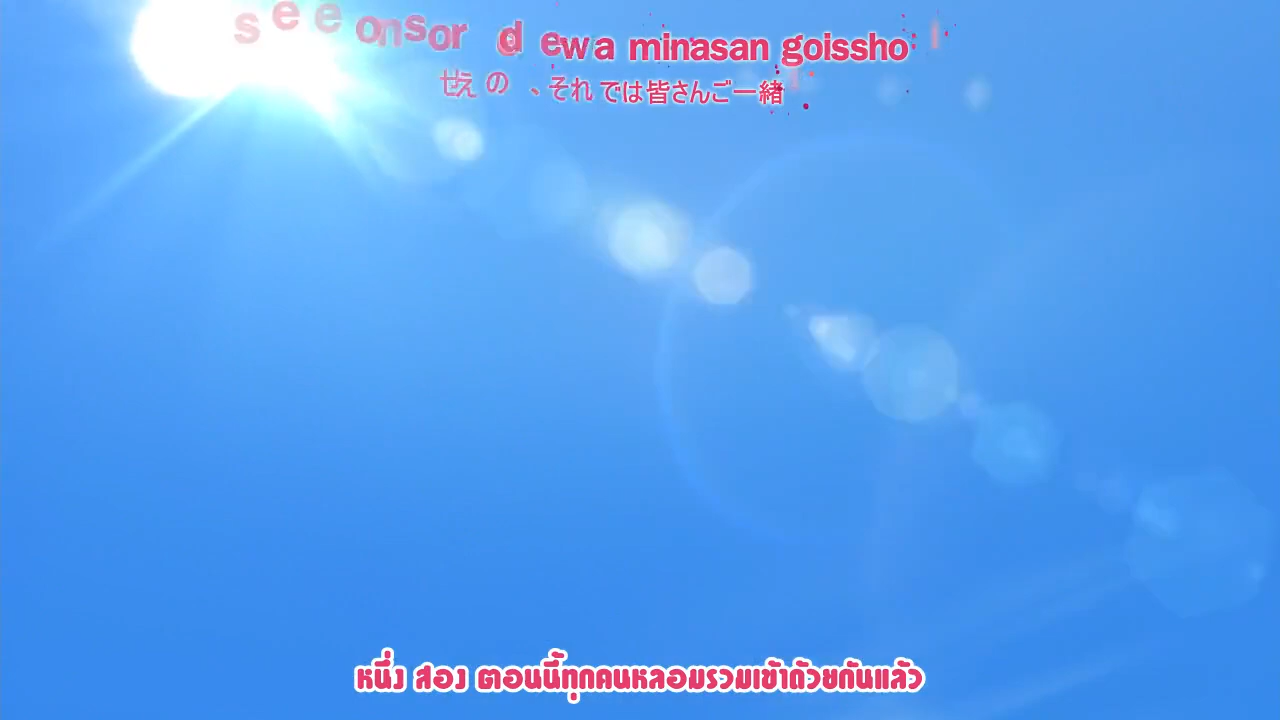 seeenosore dewa minasan goissho
せえの、それでは皆さんご一緒
หนึ่ง สอง ตอนนี้ทุกคนหลอมรวมเข้าด้วยกันแล้ว